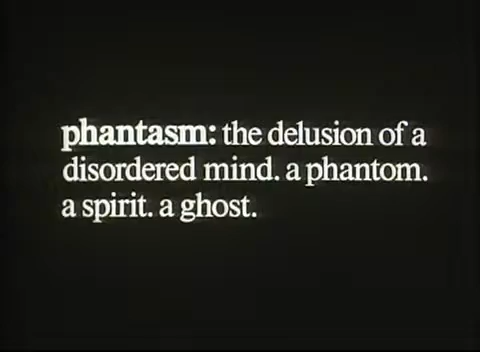 phantasm: the delusion of a
disordered mind. a phantom.
a spirit. a ghost.